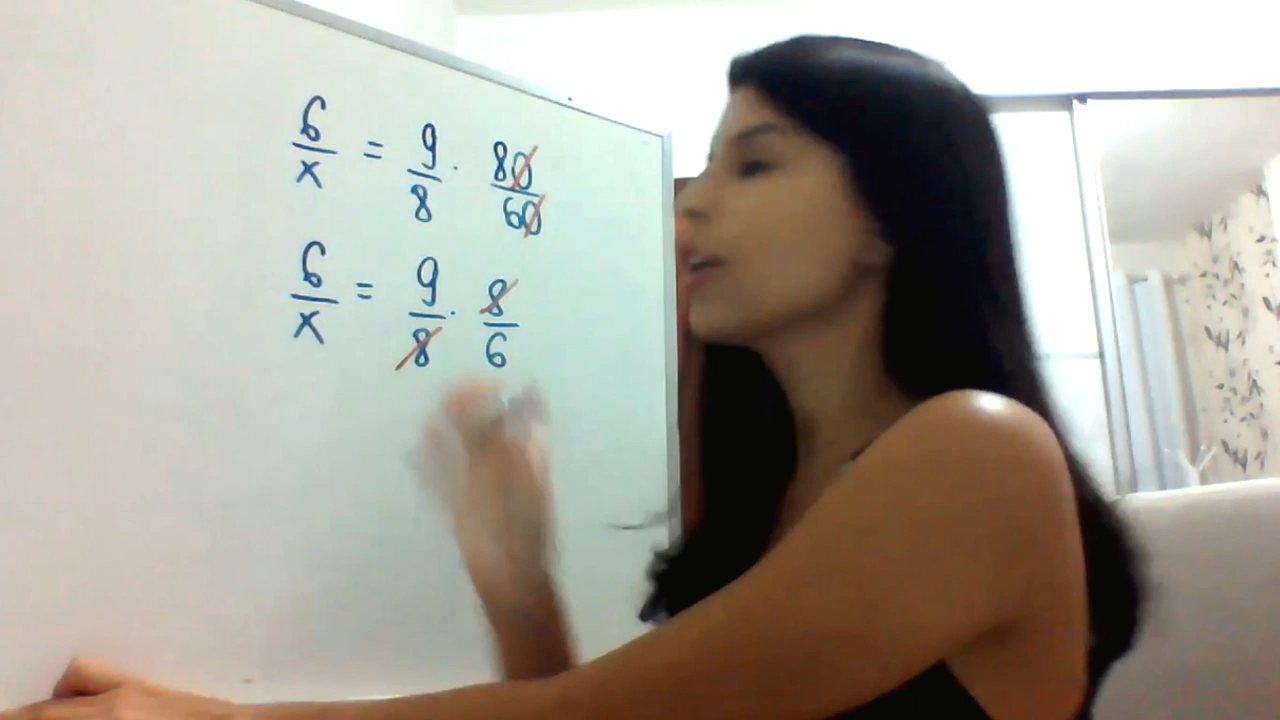 6/x = 9/8 . 80/60
6/x = 9/8 . 8/6